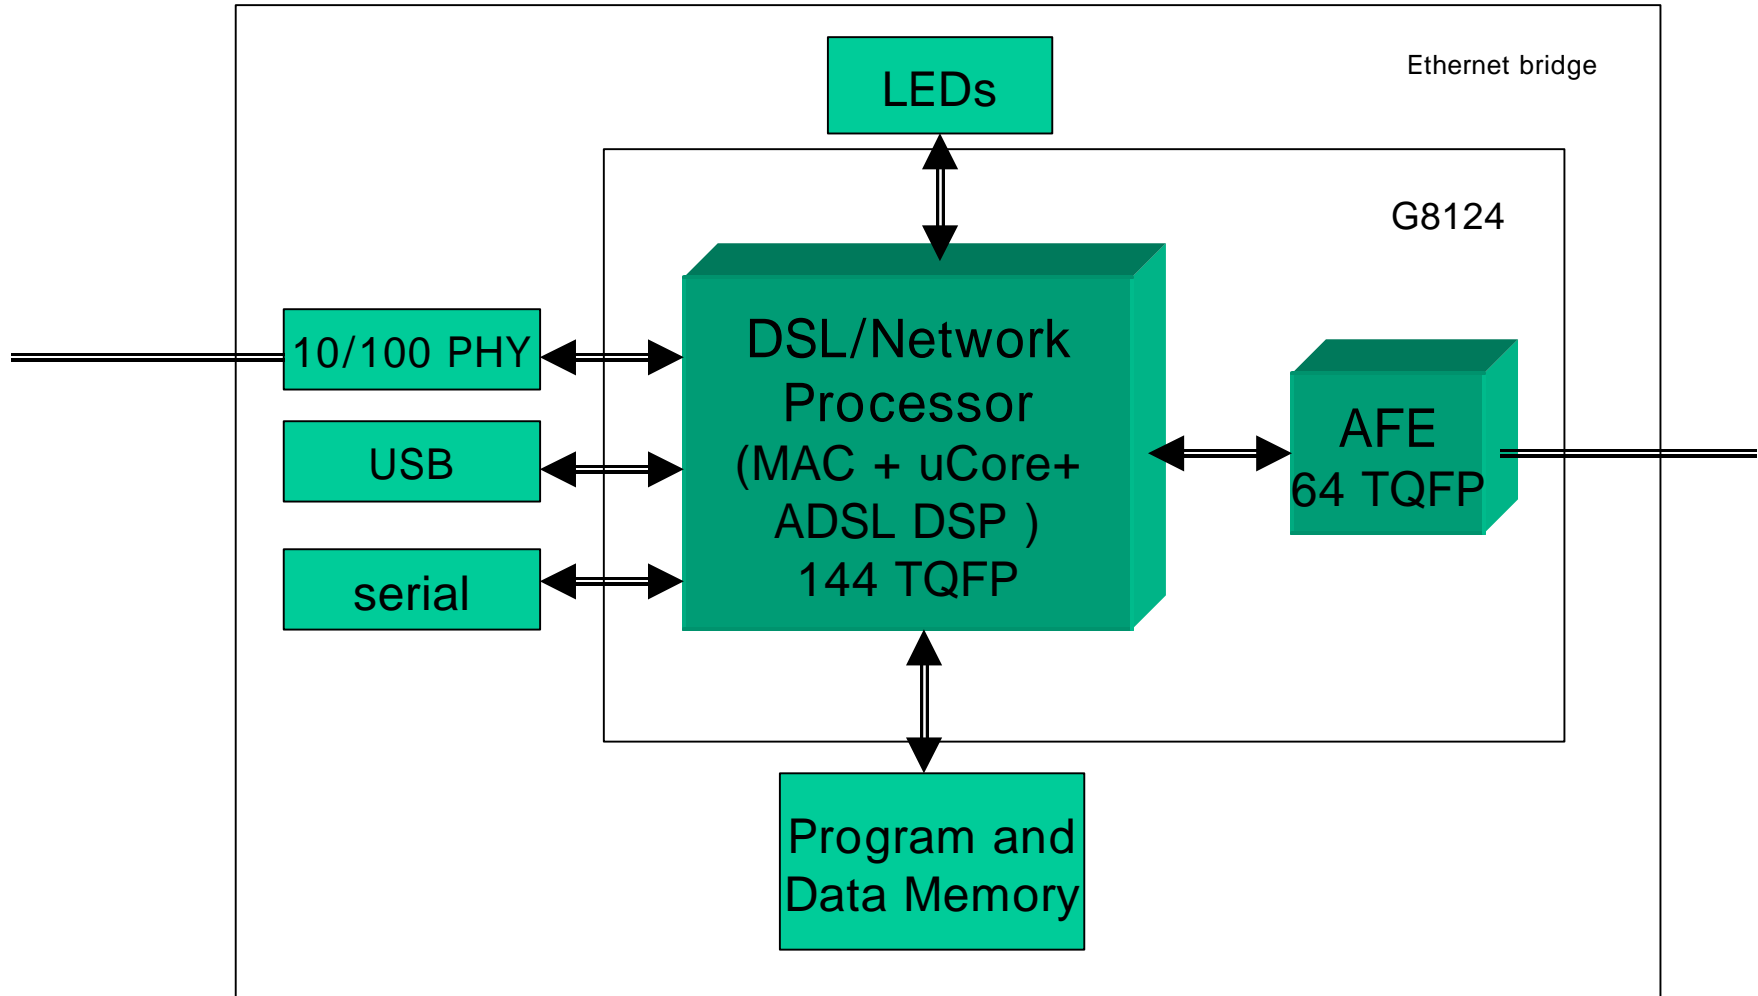 Ethernet bridge
LEDs
G8124
10/100 PHY
USB
serial
DSL/Network
Processor
(MAC + uCore+
ADSL DSP )
144 TQFP
AFE
64 TQFP
Program and
Data Memory